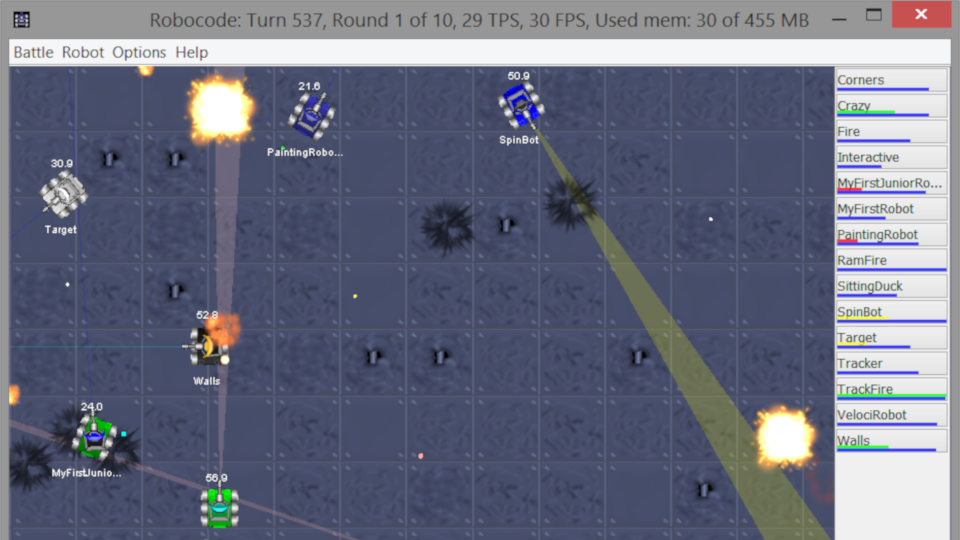 Robocode: Turn 537, Round 1 of 10, 29 TPS, 30 FPS, Used mem: 30 of 455 MB
Battle Robot Options Help
21.6
PaintingRobo...
50.9
SpinBot
30.9
Target
52.8
Walls
24.0
MyFirstJunio...
56.9
Corners
Crazy
Fire
Interactive
MyFirstJuniorRo...
MyFirstRobot
PaintingRobot
RamFire
SittingDuck
SpinBot
Target
Tracker
TrackFire
VelociRobot
Walls